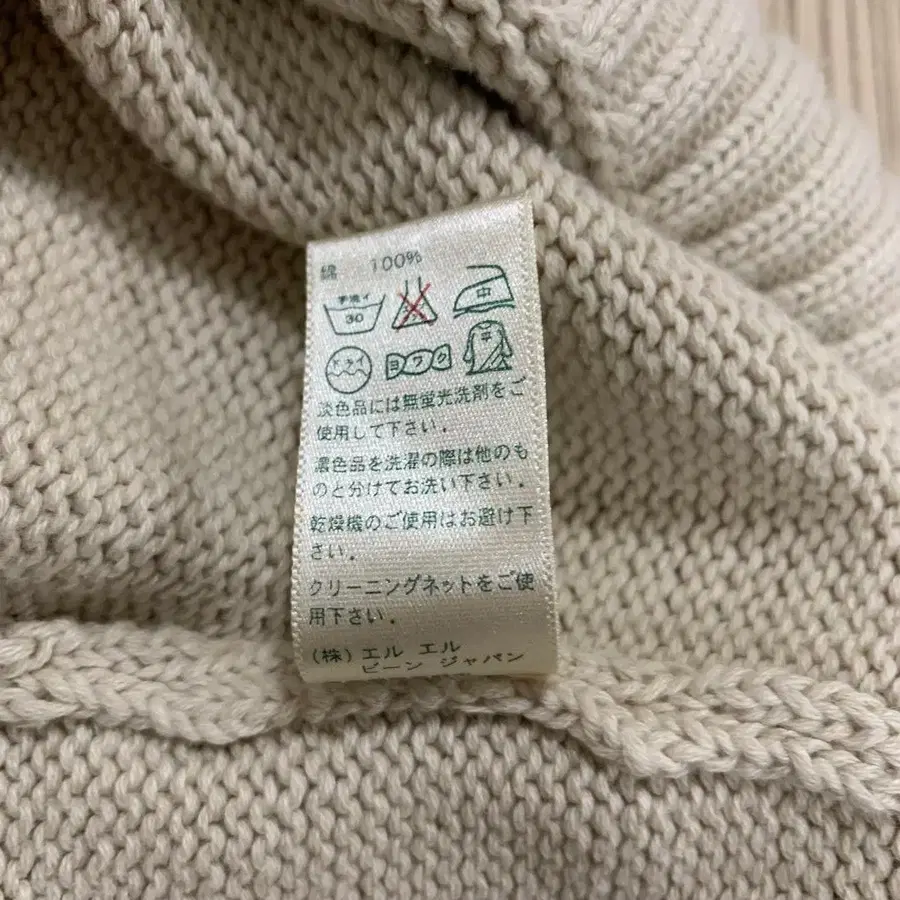 綿 100%
手洗イ
30
中
ドライ
ヨワク
淡色品には無蛍光洗剤をご
使用して下さい.
濃色品を洗濯の際は他のも
のと分けてお洗い下さい.
乾燥機のご使用はお避け下
さい.
クリーニングネットをご使
用下さい.
(株) エル エル
ビーン ジャパン